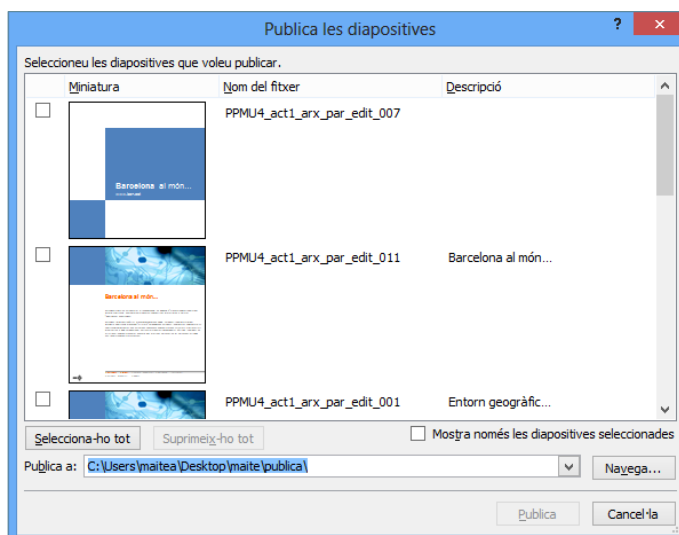 Publica les diapositives
Seleccioneu les diapositives que voleu publicar.
Miniatura Nom del fitxer Descripció
PPMU4_act1_arx_par_edit_007
Barcelona al món...
PPMU4_act1_arx_par_edit_011 Barcelona al món...
Barcelona al món...
PPMU4_act1_arx_par_edit_001 Entorn geogràfic...
Selecciona-ho tot Suprimeix-ho tot Mostra només les diapositives seleccionades
Publica a: C:\Users\maitea\Desktop\maite\publica\ Navega...
Publica Cancel·la